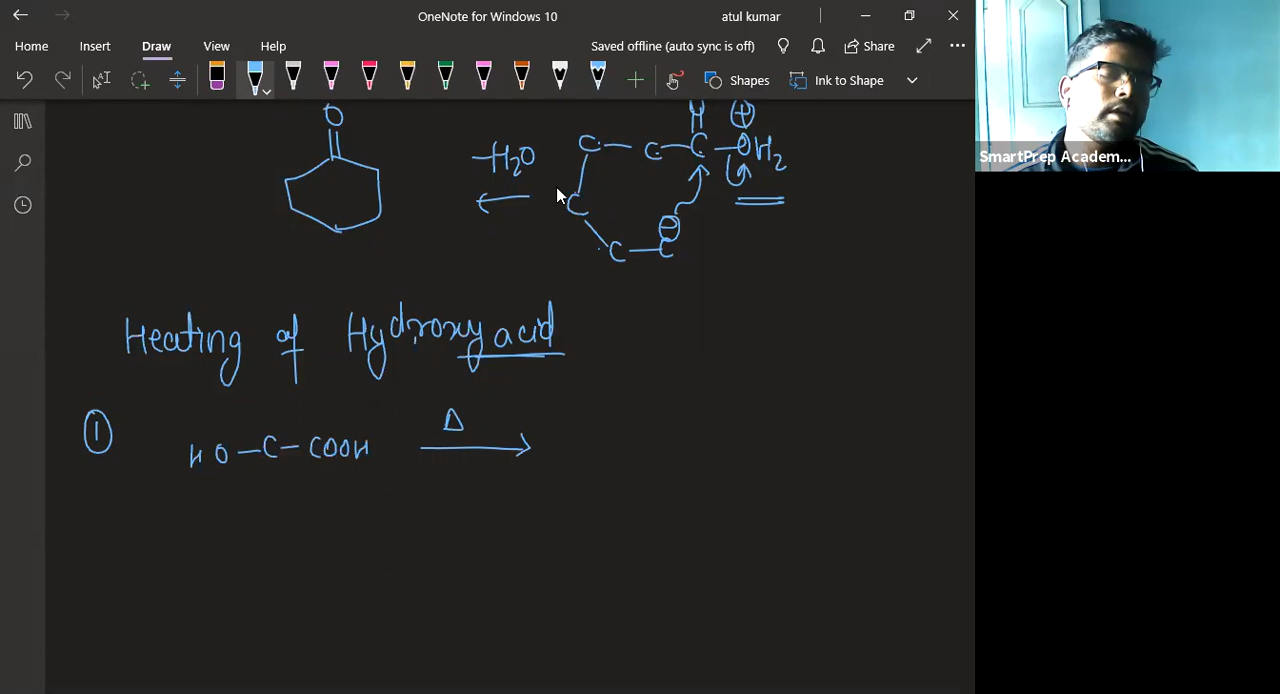 OneNote for Windows 10
atul kumar
Home Insert Draw View Help
Saved offline (auto sync is off)
Share
Shapes
Ink to Shape
SmartPrep Academ...
O
-H₂O
H ⊕
C - C - C - OH₂
C
⊖
C - C
Heating of Hydroxy acid
① HO-C-COOH Δ